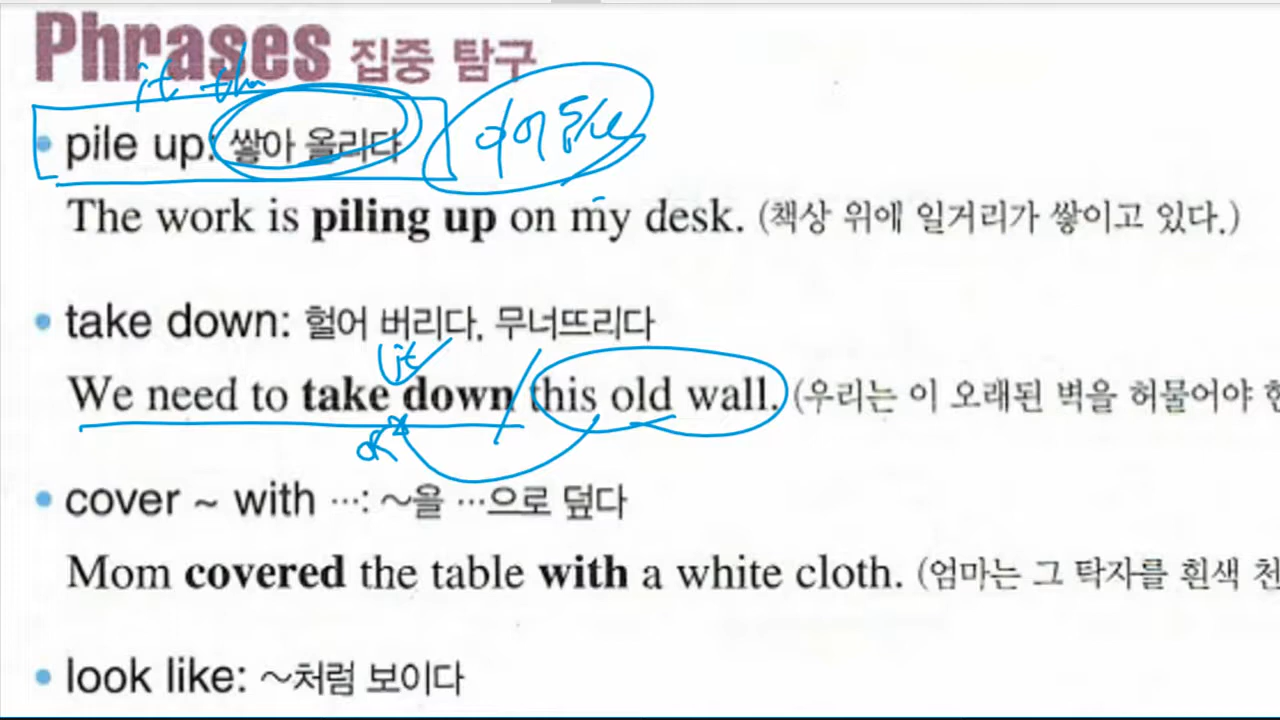 Phrases 집중 탐구
it
pile up: 쌓아 올리다
The work is piling up on my desk. (책상 위에 일거리가 쌓이고 있다.)
take down: 헐어 버리다, 무너뜨리다
it
We need to take down this old wall. (우리는 이 오래된 벽을 허물어야 한
ok
cover ~ with …: ~을 …으로 덮다
Mom covered the table with a white cloth. (엄마는 그 탁자를 흰색 천
look like: ~처럼 보이다